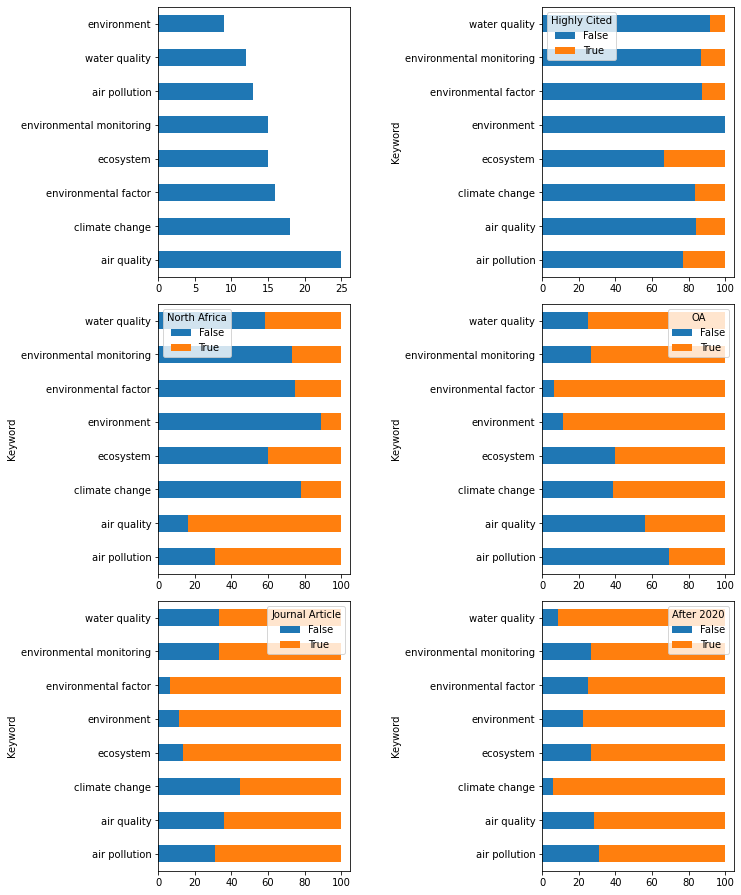 environment
water quality
air pollution
environmental monitoring
ecosystem
environmental factor
climate change
air quality
0 5 10 15 20 25
Keyword
water quality
environmental monitoring
environmental factor
environment
ecosystem
climate change
air quality
air pollution
Highly Cited
False
True
0 20 40 60 80 100
Keyword
water quality
environmental monitoring
environmental factor
environment
ecosystem
climate change
air quality
air pollution
North Africa
False
True
0 20 40 60 80 100
Keyword
water quality
environmental monitoring
environmental factor
environment
ecosystem
climate change
air quality
air pollution
OA
False
True
0 20 40 60 80 100
Keyword
water quality
environmental monitoring
environmental factor
environment
ecosystem
climate change
air quality
air pollution
Journal Article
False
True
0 20 40 60 80 100
Keyword
water quality
environmental monitoring
environmental factor
environment
ecosystem
climate change
air quality
air pollution
After 2020
False
True
0 20 40 60 80 100